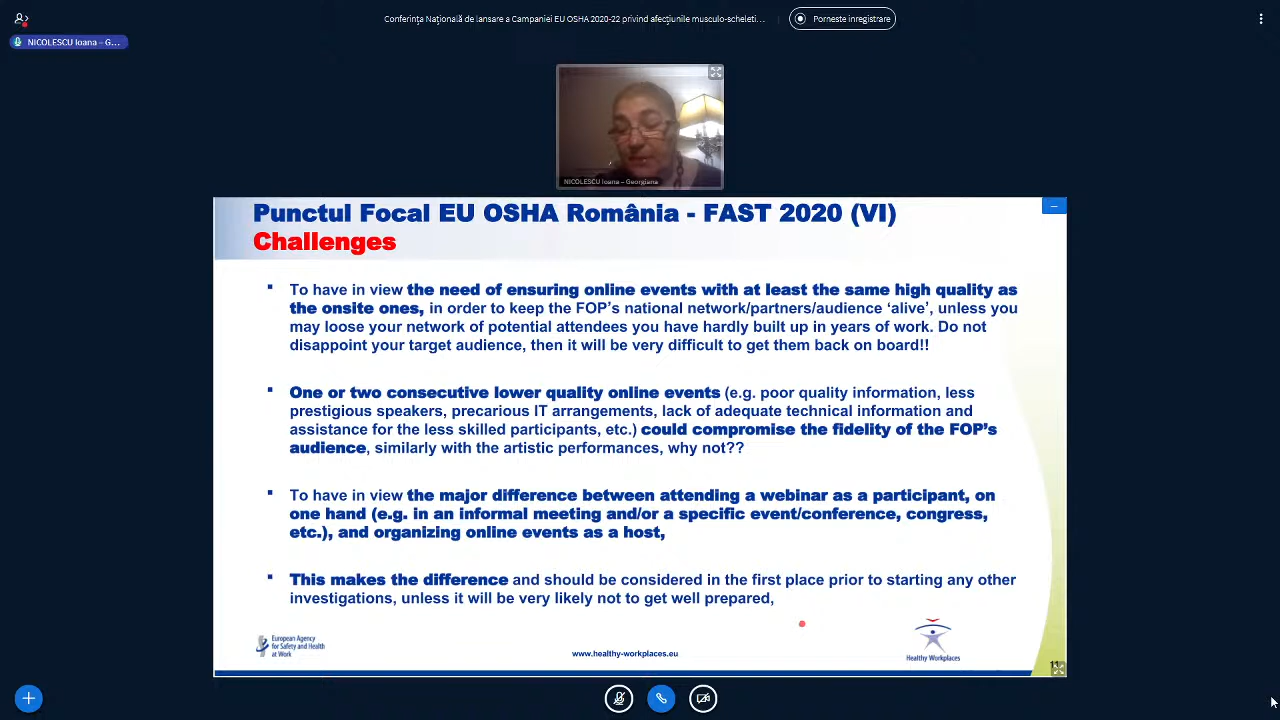 Conferința Națională de lansare a Campaniei EU OSHA 2020-22 privind afecțiunile musculo-scheleti...
Porneste inregistrare
NICOLESCU Ioana – G...
NICOLESCU Ioana – Georgiana
Punctul Focal EU OSHA România - FAST 2020 (VI)
Challenges
▪ To have in view the need of ensuring online events with at least the same high quality as
the onsite ones, in order to keep the FOP’s national network/partners/audience ‘alive’, unless you
may loose your network of potential attendees you have hardly built up in years of work. Do not
disappoint your target audience, then it will be very difficult to get them back on board!!
▪ One or two consecutive lower quality online events (e.g. poor quality information, less
prestigious speakers, precarious IT arrangements, lack of adequate technical information and
assistance for the less skilled participants, etc.) could compromise the fidelity of the FOP’s
audience, similarly with the artistic performances, why not??
▪ To have in view the major difference between attending a webinar as a participant, on
one hand (e.g. in an informal meeting and/or a specific event/conference, congress,
etc.), and organizing online events as a host,
▪ This makes the difference and should be considered in the first place prior to starting any other
investigations, unless it will be very likely not to get well prepared,
European Agency
for Safety and Health
at Work
www.healthy-workplaces.eu
Healthy Workplaces